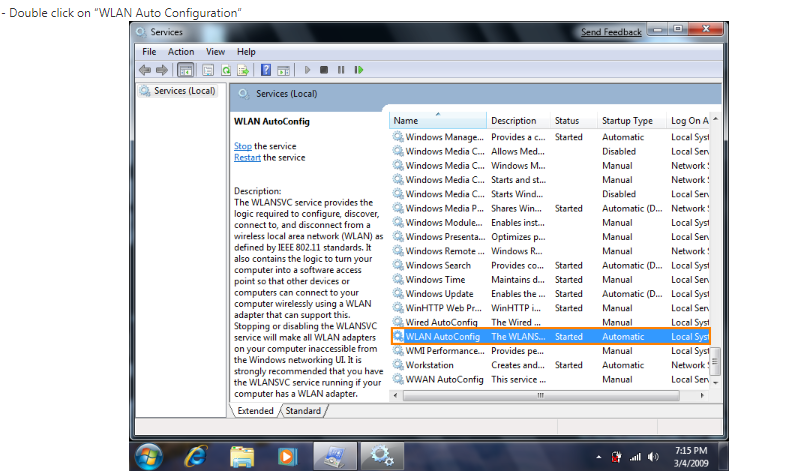 - Double click on “WLAN Auto Configuration”
Services
Send Feedback
File Action View Help
Services (Local)
Services (Local)
WLAN AutoConfig
Stop the service
Restart the service
Description:
The WLANSVC service provides the
logic required to configure, discover,
connect to, and disconnect from a
wireless local area network (WLAN) as
defined by IEEE 802.11 standards. It
also contains the logic to turn your
computer into a software access
point so that other devices or
computers can connect to your
computer wirelessly using a WLAN
adapter that can support this.
Stopping or disabling the WLANSVC
service will make all WLAN adapters
on your computer inaccessible from
the Windows networking UI. It is
strongly recommended that you have
the WLANSVC service running if your
computer has a WLAN adapter.
Name Description Status Startup Type Log On A
Windows Manage... Provides a c... Started Automatic Local Syst
Windows Media C... Allows Med... Disabled Local Serv
Windows Media C... Windows M... Manual Network S
Windows Media C... Starts and st... Manual Network S
Windows Media C... Starts Wind... Disabled Local Serv
Windows Media P... Shares Win... Started Automatic (D... Network S
Windows Module... Enables inst... Manual Local Syst
Windows Presenta... Optimizes p... Manual Local Serv
Windows Remote ... Windows R... Manual Network S
Windows Search Provides co... Started Automatic (D... Local Syst
Windows Time Maintains d... Started Manual Local Serv
Windows Update Enables the ... Started Automatic (D... Local Syst
WinHTTP Web Pr... WinHTTP i... Started Manual Local Serv
Wired AutoConfig The Wired ... Manual Local Syst
WLAN AutoConfig The WLANS... Started Automatic Local Syst
WMI Performance... Provides pe... Manual Local Syst
Workstation Creates and... Started Automatic Network S
WWAN AutoConfig This service ... Manual Local Serv
Extended Standard
7:15 PM
3/4/2009